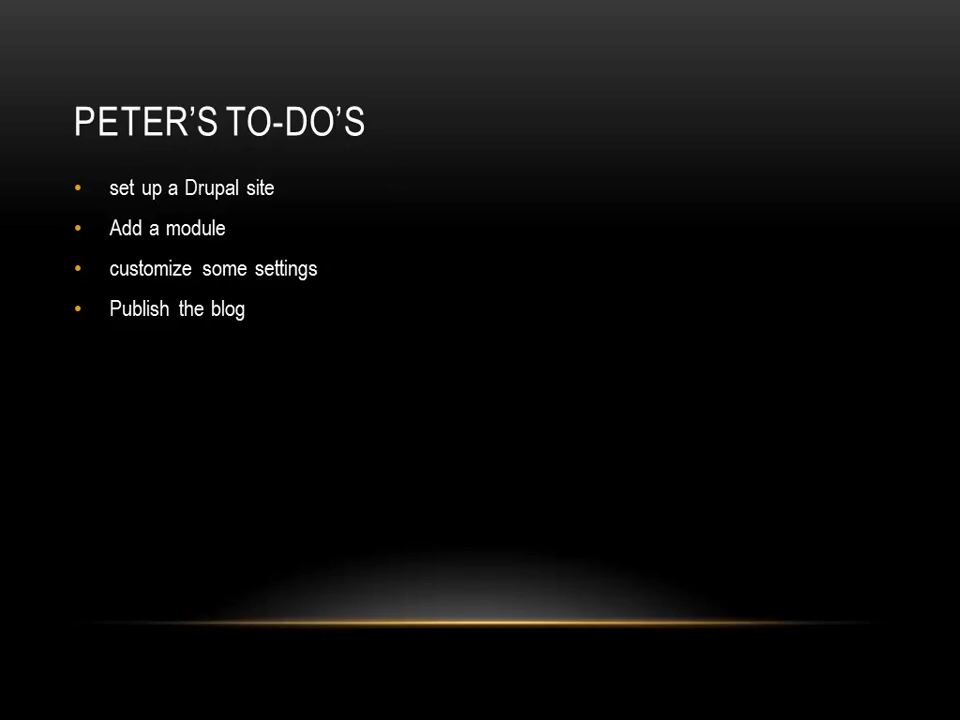 PETER’S TO-DO’S
• set up a Drupal site
• Add a module
• customize some settings
• Publish the blog